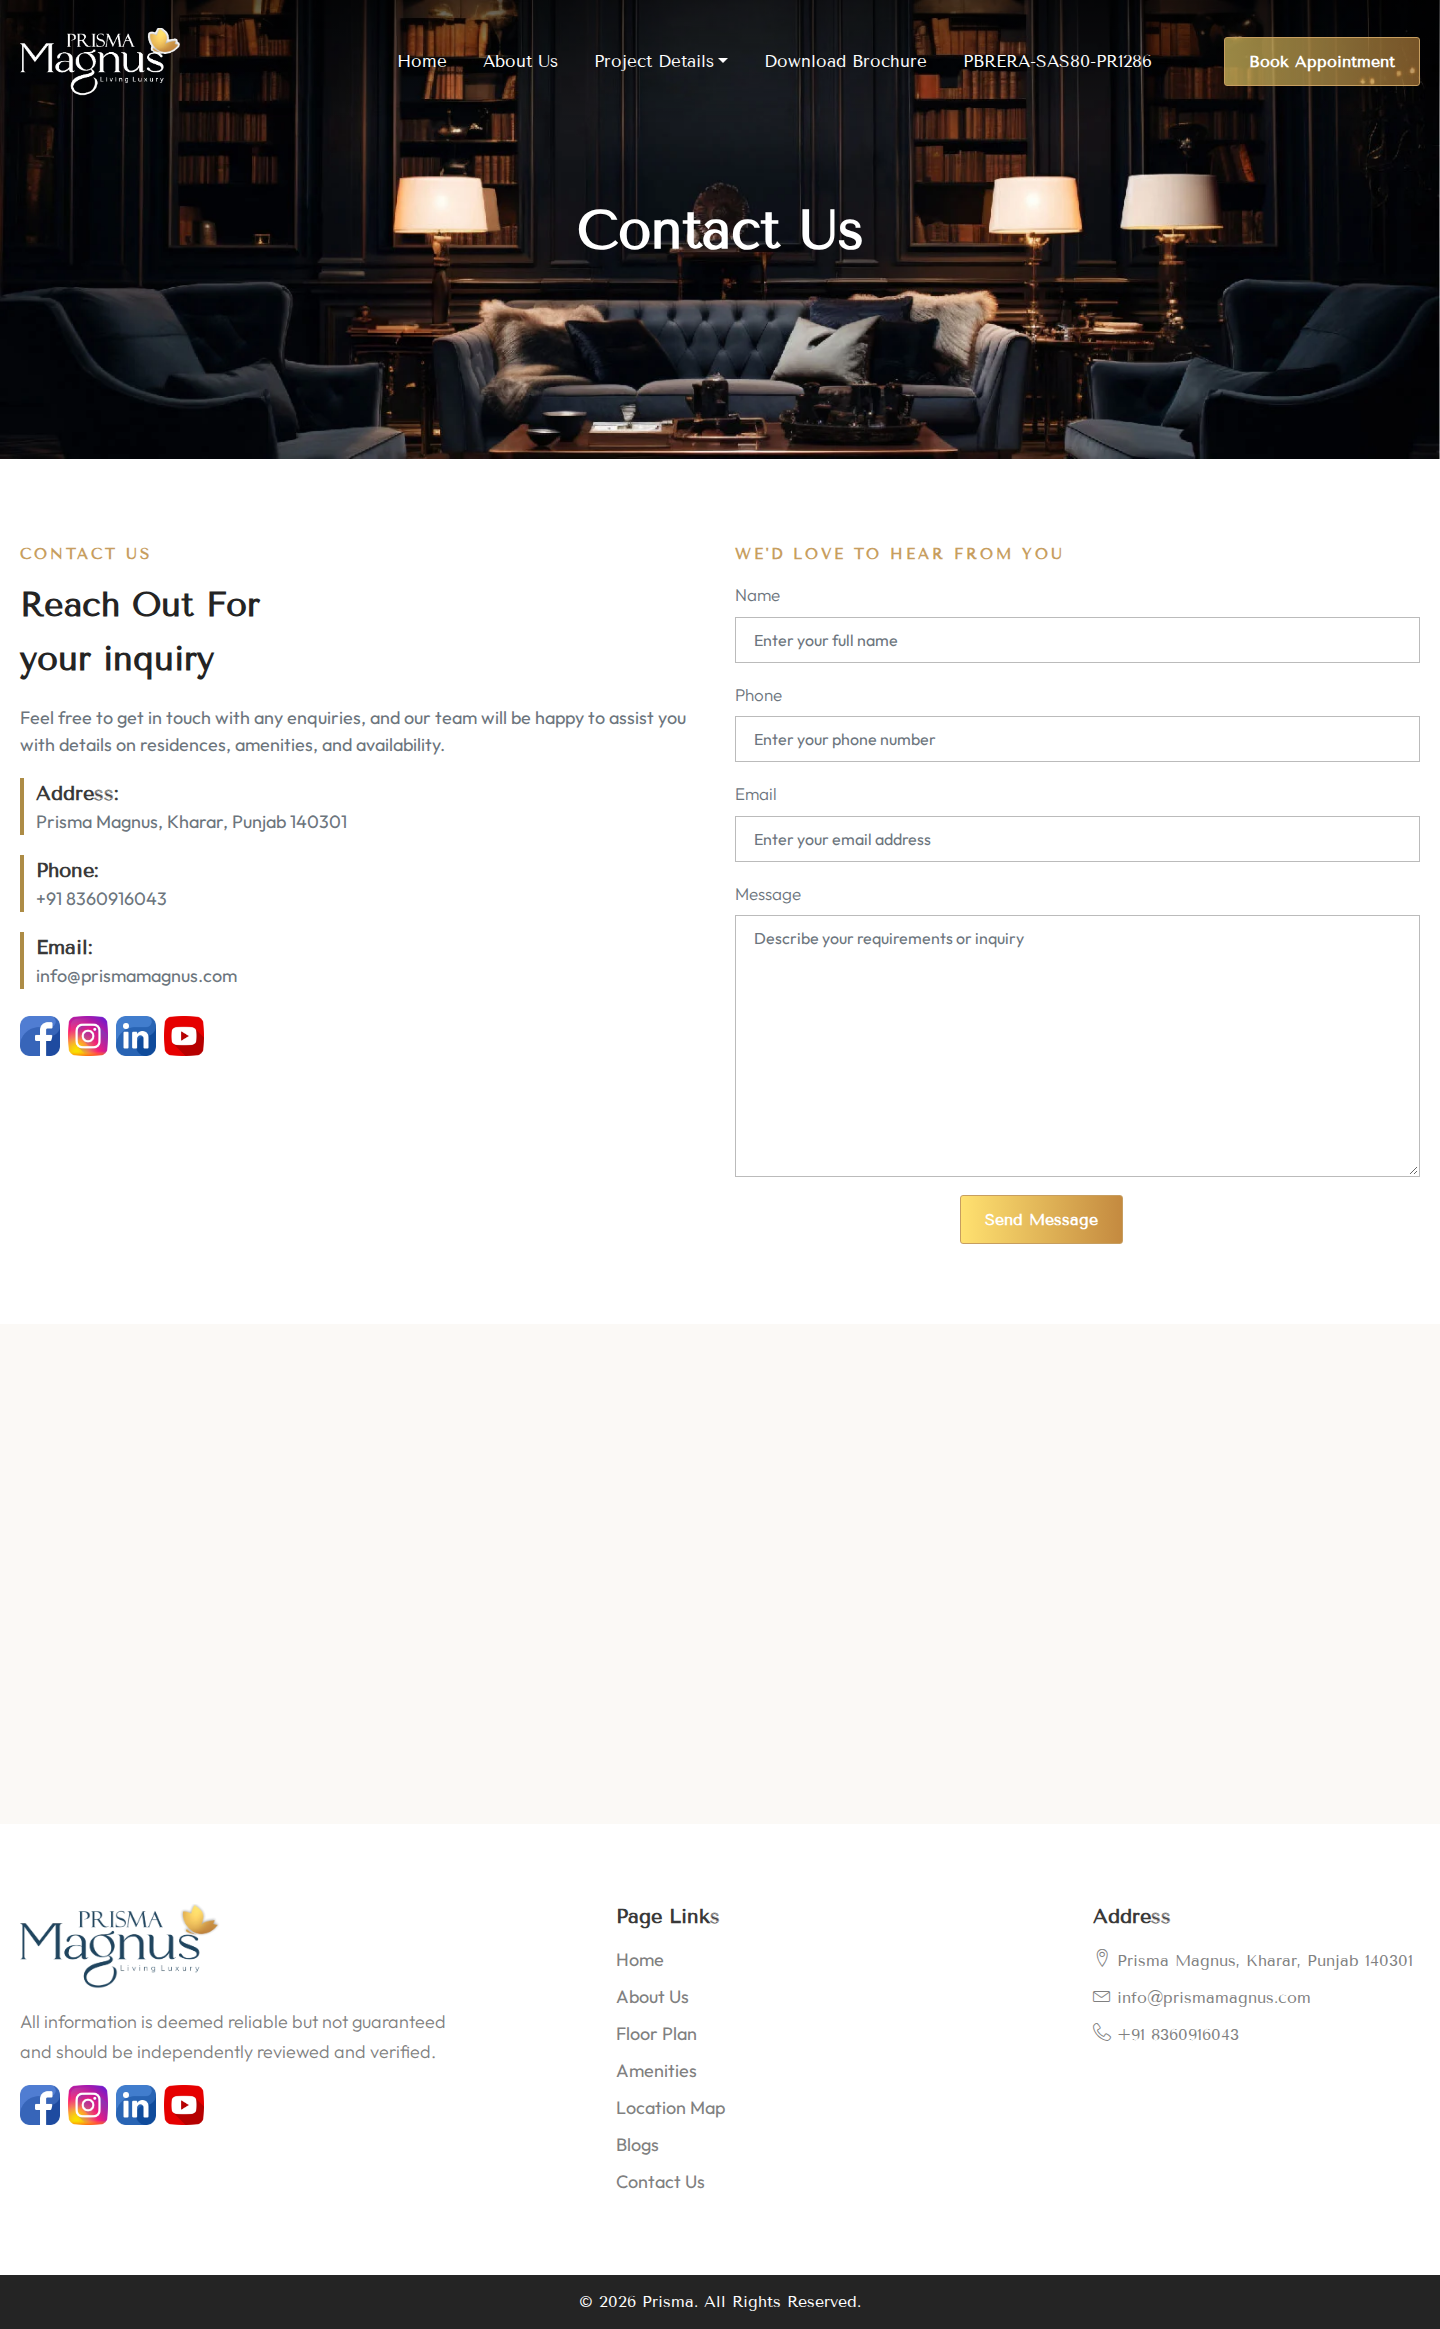 PRISMA
Magnus
Living Luxury
Home
About Us
Project Details
Download Brochure
PBRERA-SAS80-PR1286
Book Appointment
Contact Us
CONTACT US
Reach Out For
your inquiry
Feel free to get in touch with any enquiries, and our team will be happy to assist you
with details on residences, amenities, and availability.
Address:
Prisma Magnus, Kharar, Punjab 140301
Phone:
+91 8360916043
Email:
info@prismamagnus.com
WE'D LOVE TO HEAR FROM YOU
Name
Enter your full name
Phone
Enter your phone number
Email
Enter your email address
Message
Describe your requirements or inquiry
Send Message
PRISMA
Magnus
Living Luxury
All information is deemed reliable but not guaranteed
and should be independently reviewed and verified.
Page Links
Home
About Us
Floor Plan
Amenities
Location Map
Blogs
Contact Us
Address
Prisma Magnus, Kharar, Punjab 140301
info@prismamagnus.com
+91 8360916043
© 2026 Prisma. All Rights Reserved.